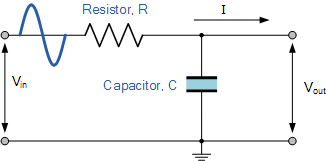 Resistor, R
I
Vin
Capacitor, C
Vout